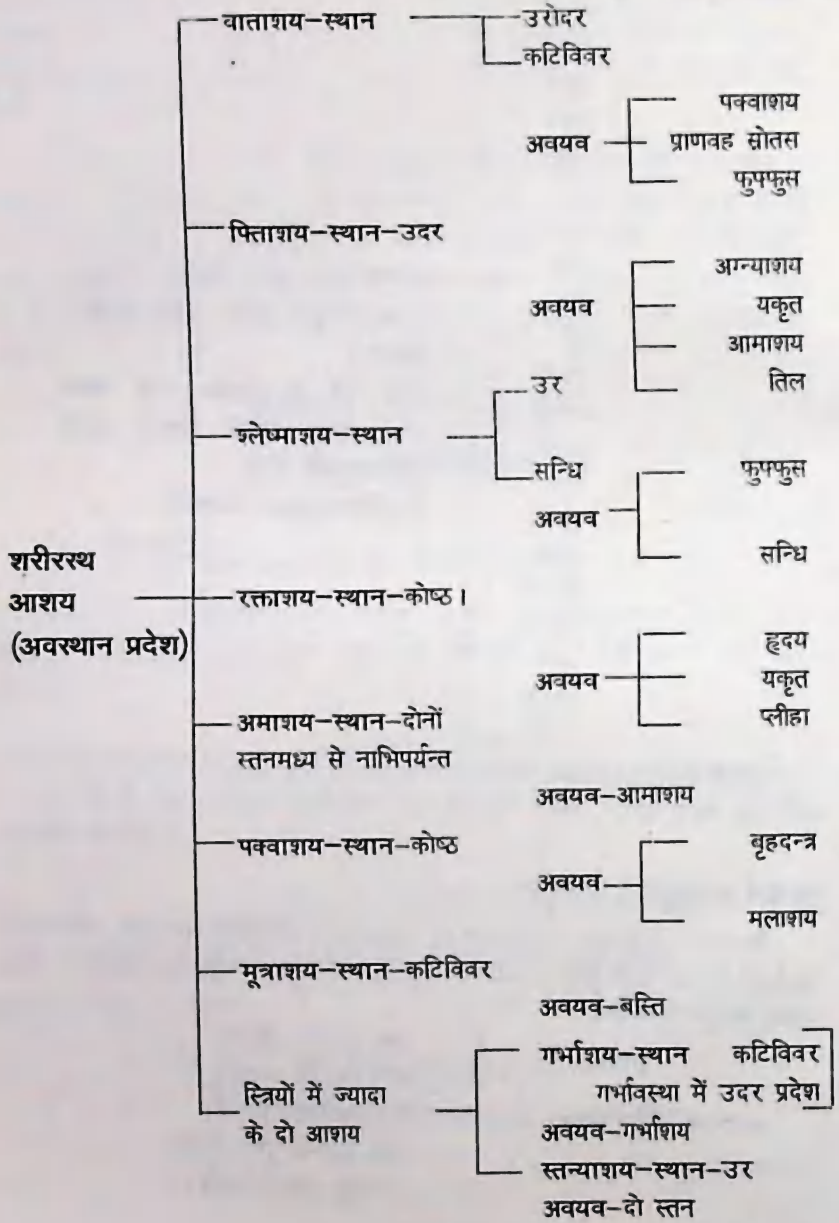 वाताशय-स्थान
उरोदर
कटिविवर
अवयव
पक्वाशय
प्राणवह स्रोतस
फुफ्फुस
पित्ताशय-स्थान-उदर
अवयव
अग्न्याशय
यकृत
आमाशय
तिल
श्लेष्माशय-स्थान
उर
सन्धि
अवयव
फुफ्फुस
सन्धि
शरीररथ
आशय
(अवस्थान प्रदेश)
रक्ताशय-स्थान-कोष्ठ।
अवयव
हृदय
यकृत
प्लीहा
अमाशय-स्थान-दोनों
स्तनमध्य से नाभिपर्यन्त
अवयव-आमाशय
पक्वाशय-स्थान-कोष्ठ
अवयव
बृहदन्त्र
मलाशय
मूत्राशय-स्थान-कटिविवर
अवयव-बस्ति
स्त्रियों में ज्यादा
के दो आशय
गर्भाशय-स्थान कटिविवर
गर्भावस्था में उदर प्रदेश
अवयव-गर्भाशय
स्तन्याशय-स्थान-उर
अवयव-दो स्तन